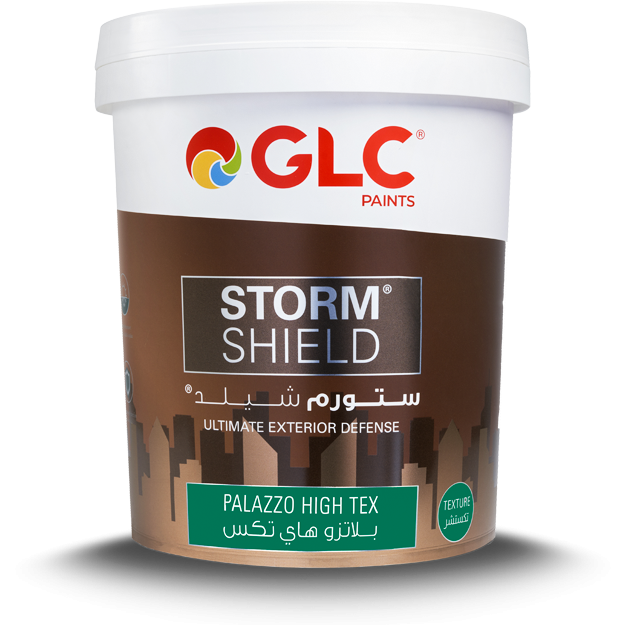 GLC®
PAINTS
STORM®
SHIELD
ستورم شيلد®
ULTIMATE EXTERIOR DEFENSE
PALAZZO HIGH TEX
بلاتزو هاي تكس
TEXTURE
تكستشر